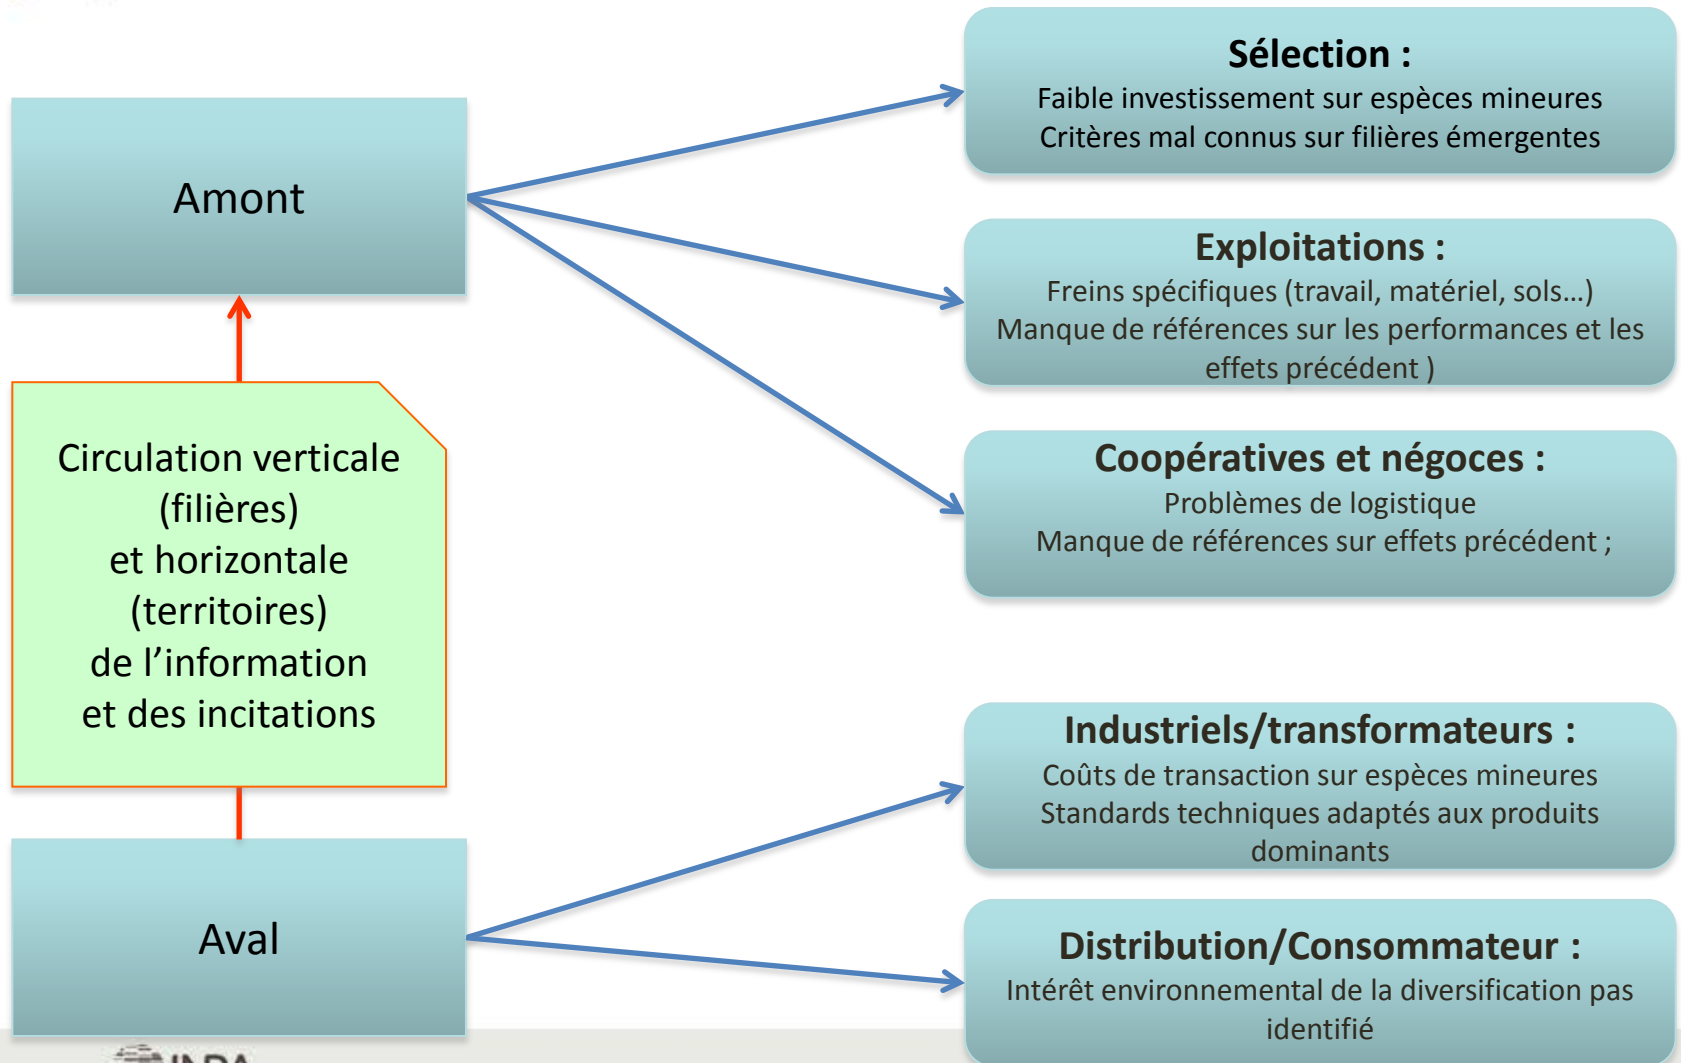 Sélection :
Faible investissement sur espèces mineures
Critères mal connus sur filières émergentes
Amont
Exploitations :
Freins spécifiques (travail, matériel, sols…)
Manque de références sur les performances et les
effets précédent )
Circulation verticale
(filières)
et horizontale
(territoires)
de l’information
et des incitations
Coopératives et négoces :
Problèmes de logistique
Manque de références sur effets précédent ;
Industriels/transformateurs :
Coûts de transaction sur espèces mineures
Standards techniques adaptés aux produits
dominants
Aval
Distribution/Consommateur :
Intérêt environnemental de la diversification pas
identifié